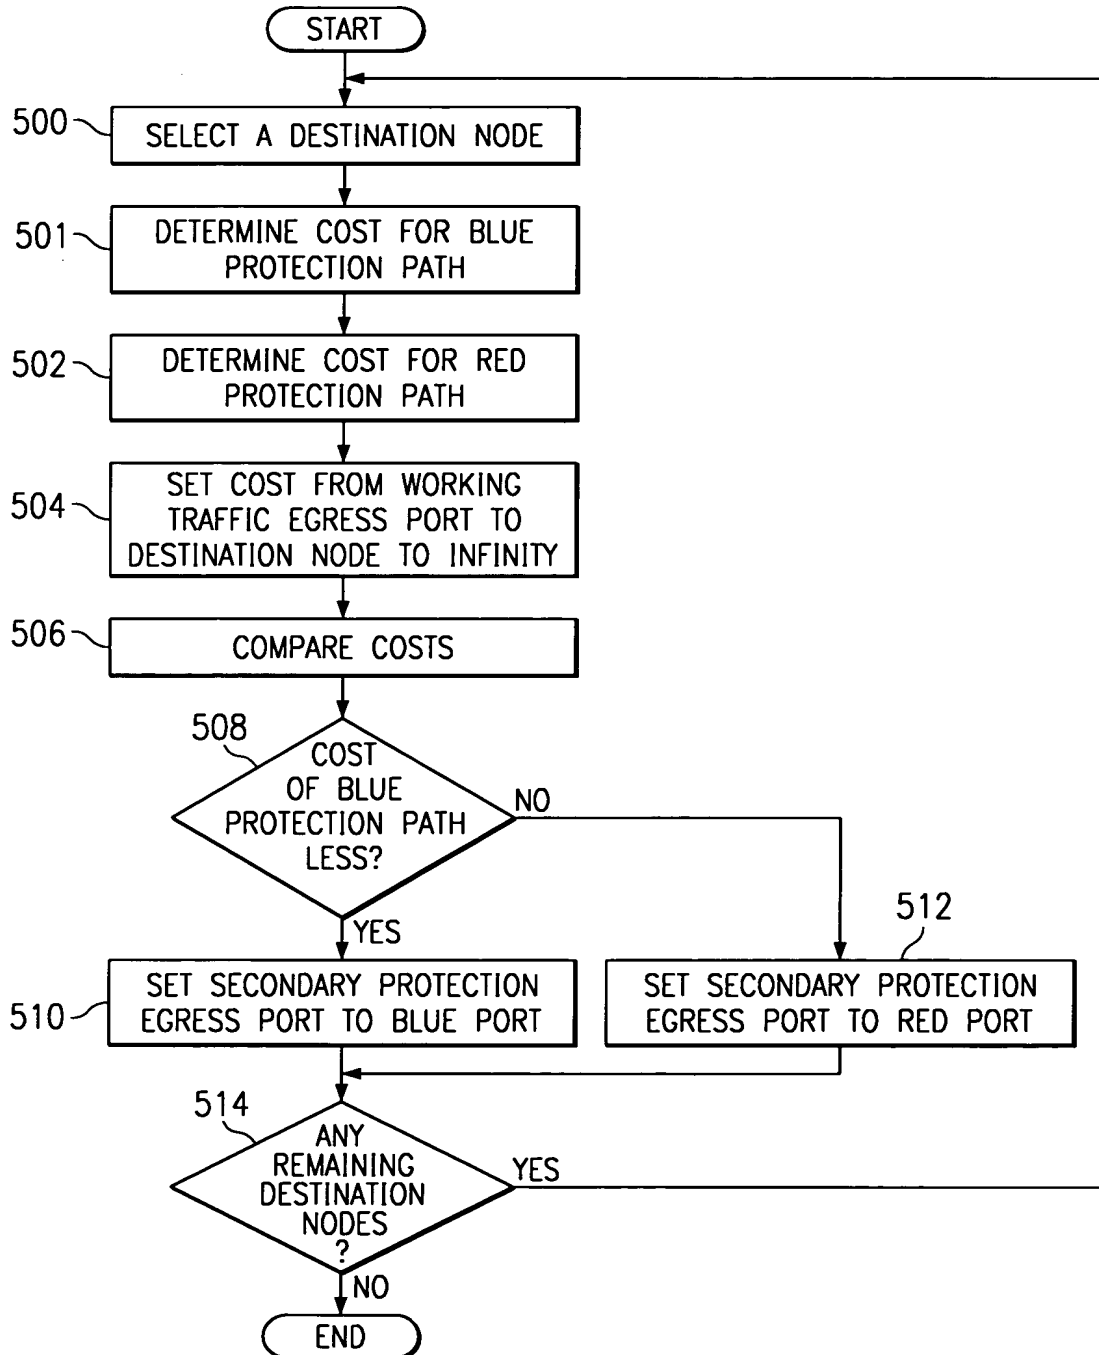 START
500
SELECT A DESTINATION NODE
501
DETERMINE COST FOR BLUE
PROTECTION PATH
502
DETERMINE COST FOR RED
PROTECTION PATH
504
SET COST FROM WORKING
TRAFFIC EGRESS PORT TO
DESTINATION NODE TO INFINITY
506
COMPARE COSTS
508
COST
OF BLUE
PROTECTION PATH
LESS?
NO
YES
512
510
SET SECONDARY PROTECTION
EGRESS PORT TO BLUE PORT
SET SECONDARY PROTECTION
EGRESS PORT TO RED PORT
514
ANY
REMAINING
DESTINATION
NODES
?
YES
NO
END